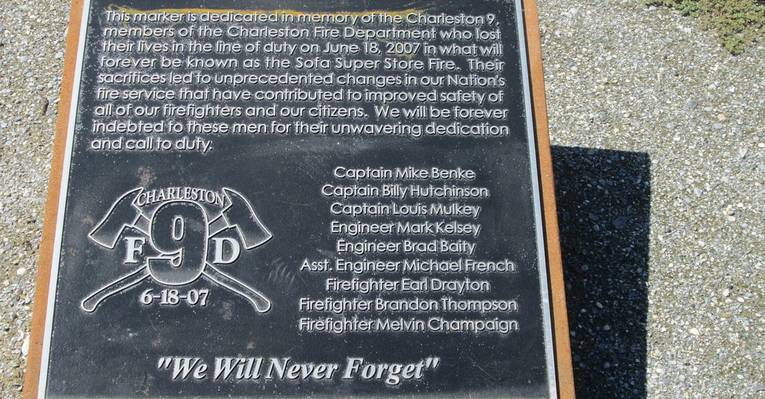 This marker is dedicated in memory of the Charleston 9,
members of the Charleston Fire Department who lost
their lives in the line of duty on June 18, 2007 in what will
forever be known as the Sofa Super Store Fire. Their
sacrifices led to unprecedented changes in our Nation's
fire service that have contributed to improved safety of
all of our firefighters and our citizens. We will be forever
indebted to these men for their unwavering dedication
and call to duty.
Captain Mike Benke
Captain Billy Hutchinson
Captain Louis Mulkey
Engineer Mark Kelsey
Engineer Brad Baity
Asst. Engineer Michael French
Firefighter Earl Drayton
Firefighter Brandon Thompson
Firefighter Melvin Champaign
CHARLESTON
F 9 D
6-18-07
"We Will Never Forget"